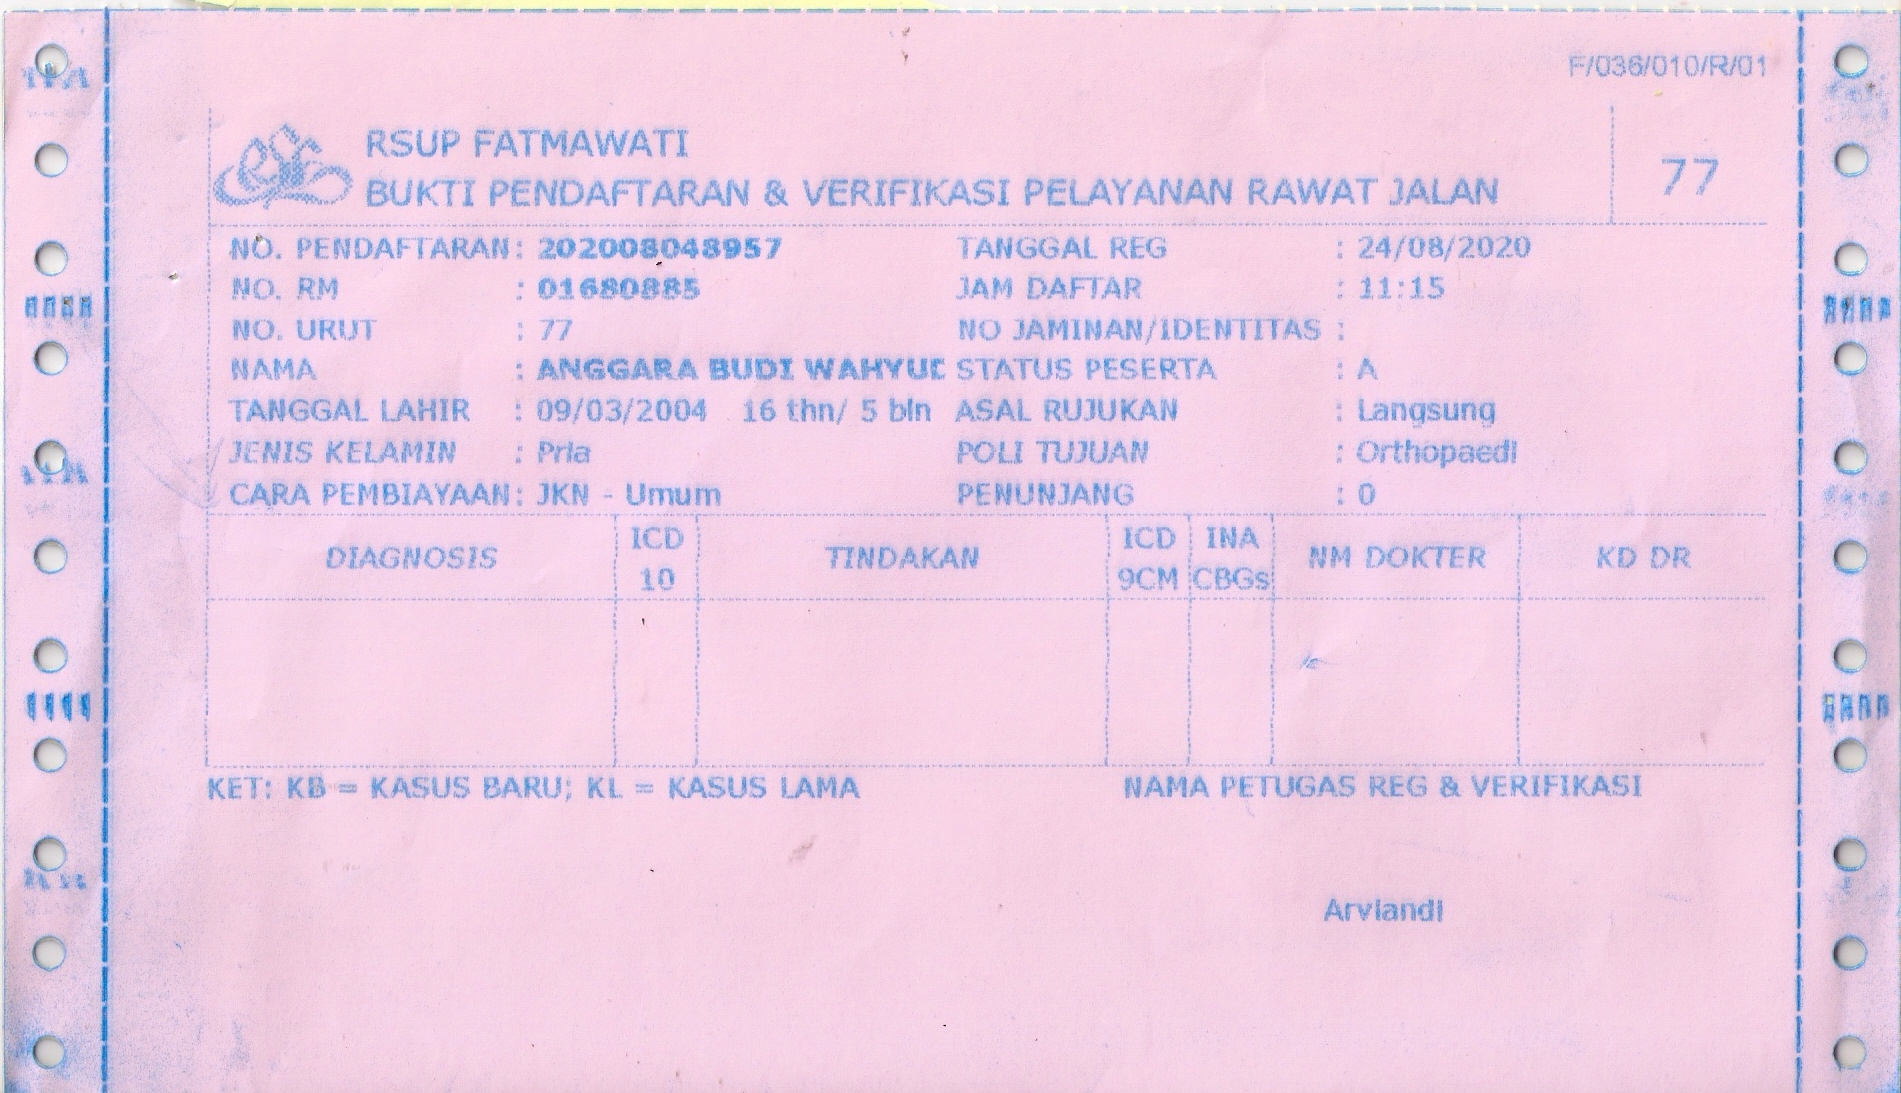 F/036/010/R/01
RSUP FATMAWATI
BUKTI PENDAFTARAN & VERIFIKASI PELAYANAN RAWAT JALAN
77
NO. PENDAFTARAN : 202008048957 TANGGAL REG : 24/08/2020
NO. RM : 01680885 JAM DAFTAR : 11:15
NO. URUT : 77 NO JAMINAN/IDENTITAS :
NAMA : ANGGARA BUDI WAHYUD STATUS PESERTA : A
TANGGAL LAHIR : 09/03/2004 16 thn/ 5 bln ASAL RUJUKAN : Langsung
JENIS KELAMIN : Pria POLI TUJUAN : Orthopaedi
CARA PEMBIAYAAN : JKN - Umum PENUNJANG : 0
DIAGNOSIS ICD 10 TINDAKAN ICD 9CM INA CBGs NM DOKTER KD DR
KET: KB = KASUS BARU; KL = KASUS LAMA NAMA PETUGAS REG & VERIFIKASI
Arviandi